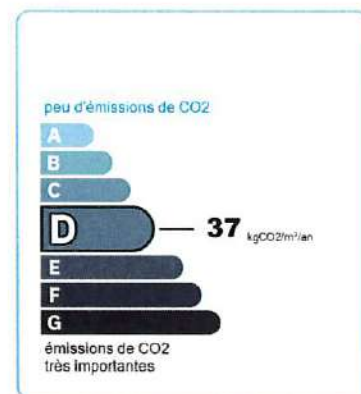 peu d'émissions de CO2
A
B
C
D 37 kgCO2/m²/an
E
F
G
émissions de CO2
très importantes